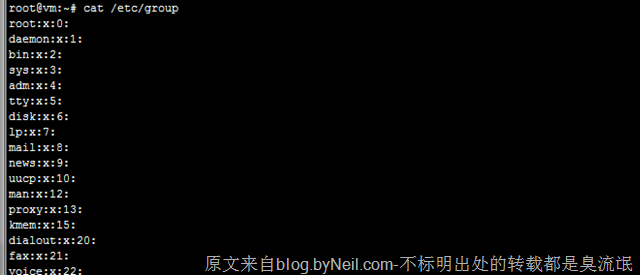 root@vm:~# cat /etc/group
root:x:0:
daemon:x:1:
bin:x:2:
sys:x:3:
adm:x:4:
tty:x:5:
disk:x:6:
lp:x:7:
mail:x:8:
news:x:9:
uucp:x:10:
man:x:12:
proxy:x:13:
kmem:x:15:
dialout:x:20:
fax:x:21:
voice:x:22:
原文来自blog.byNeil.com-不标明出处的转载都是臭流氓